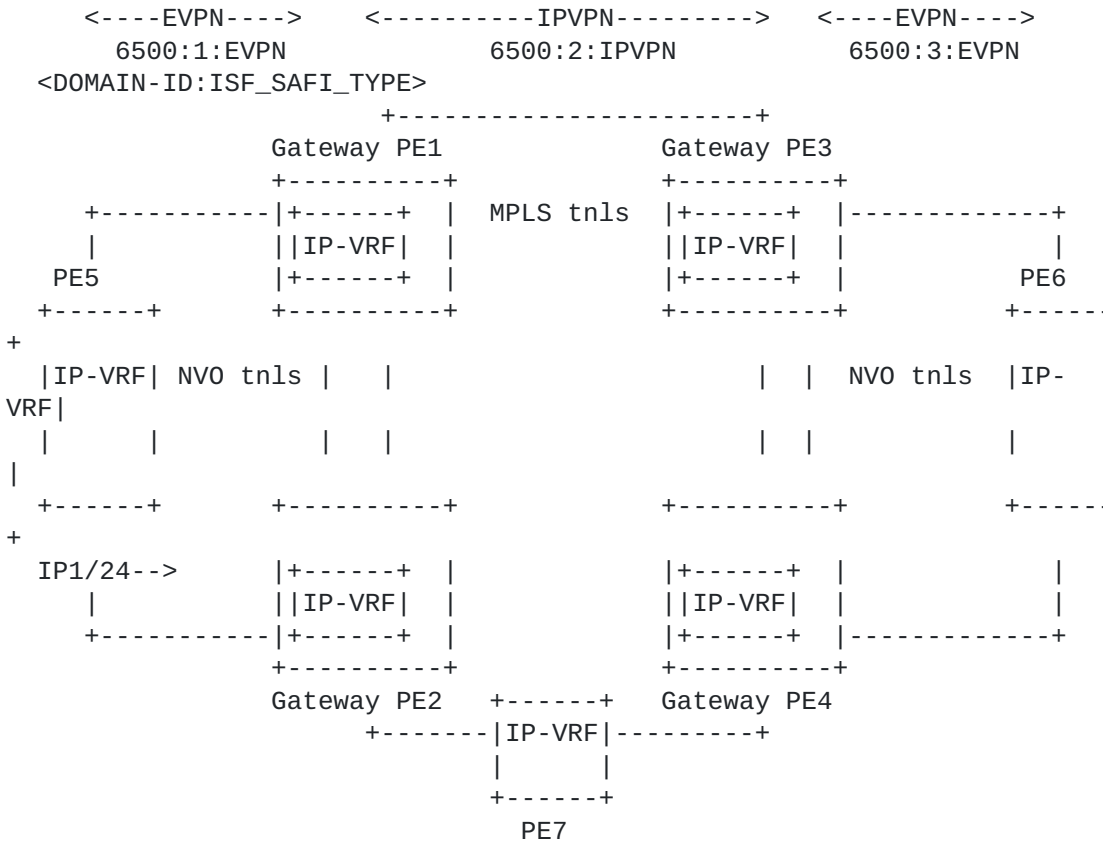 <----EVPN----> <----------IPVPN---------> <----EVPN---->
6500:1:EVPN 6500:2:IPVPN 6500:3:EVPN
<DOMAIN-ID:ISF_SAFI_TYPE>
+-----------------------+
Gateway PE1 Gateway PE3
+----------+ +----------+
+-----------|+------+ | MPLS tnls |+------+ |-------------+
| ||IP-VRF| | ||IP-VRF| | |
PE5 |+------+ | |+------+ | PE6
+------+ +----------+ +----------+ +------
+
|IP-VRF| NVO tnls | | | | NVO tnls |IP-
VRF|
| | | | | | |
|
+------+ +----------+ +----------+ +------
+
IP1/24--> |+------+ | |+------+ | |
| ||IP-VRF| | ||IP-VRF| | |
+-----------|+------+ | |+------+ |-------------+
+----------+ +----------+
Gateway PE2 +------+ Gateway PE4
+-------|IP-VRF|---------+
| |
+------+
PE7